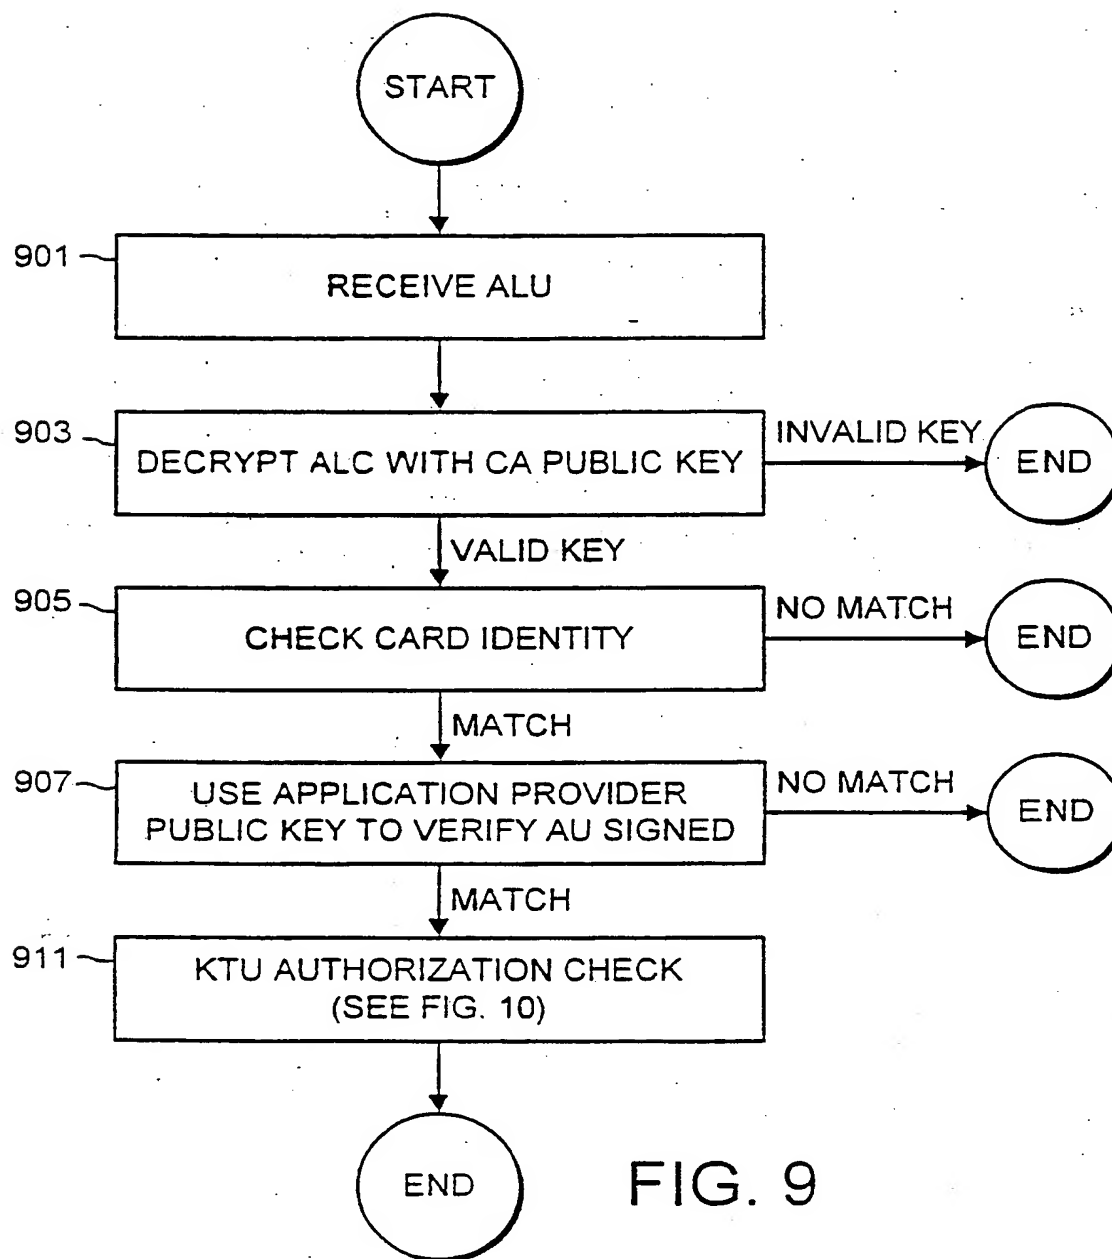 START
901
RECEIVE ALU
903
DECRYPT ALC WITH CA PUBLIC KEY
INVALID KEY
END
VALID KEY
905
CHECK CARD IDENTITY
NO MATCH
END
MATCH
907
USE APPLICATION PROVIDER
PUBLIC KEY TO VERIFY AU SIGNED
NO MATCH
END
MATCH
911
KTU AUTHORIZATION CHECK
(SEE FIG. 10)
END
FIG. 9